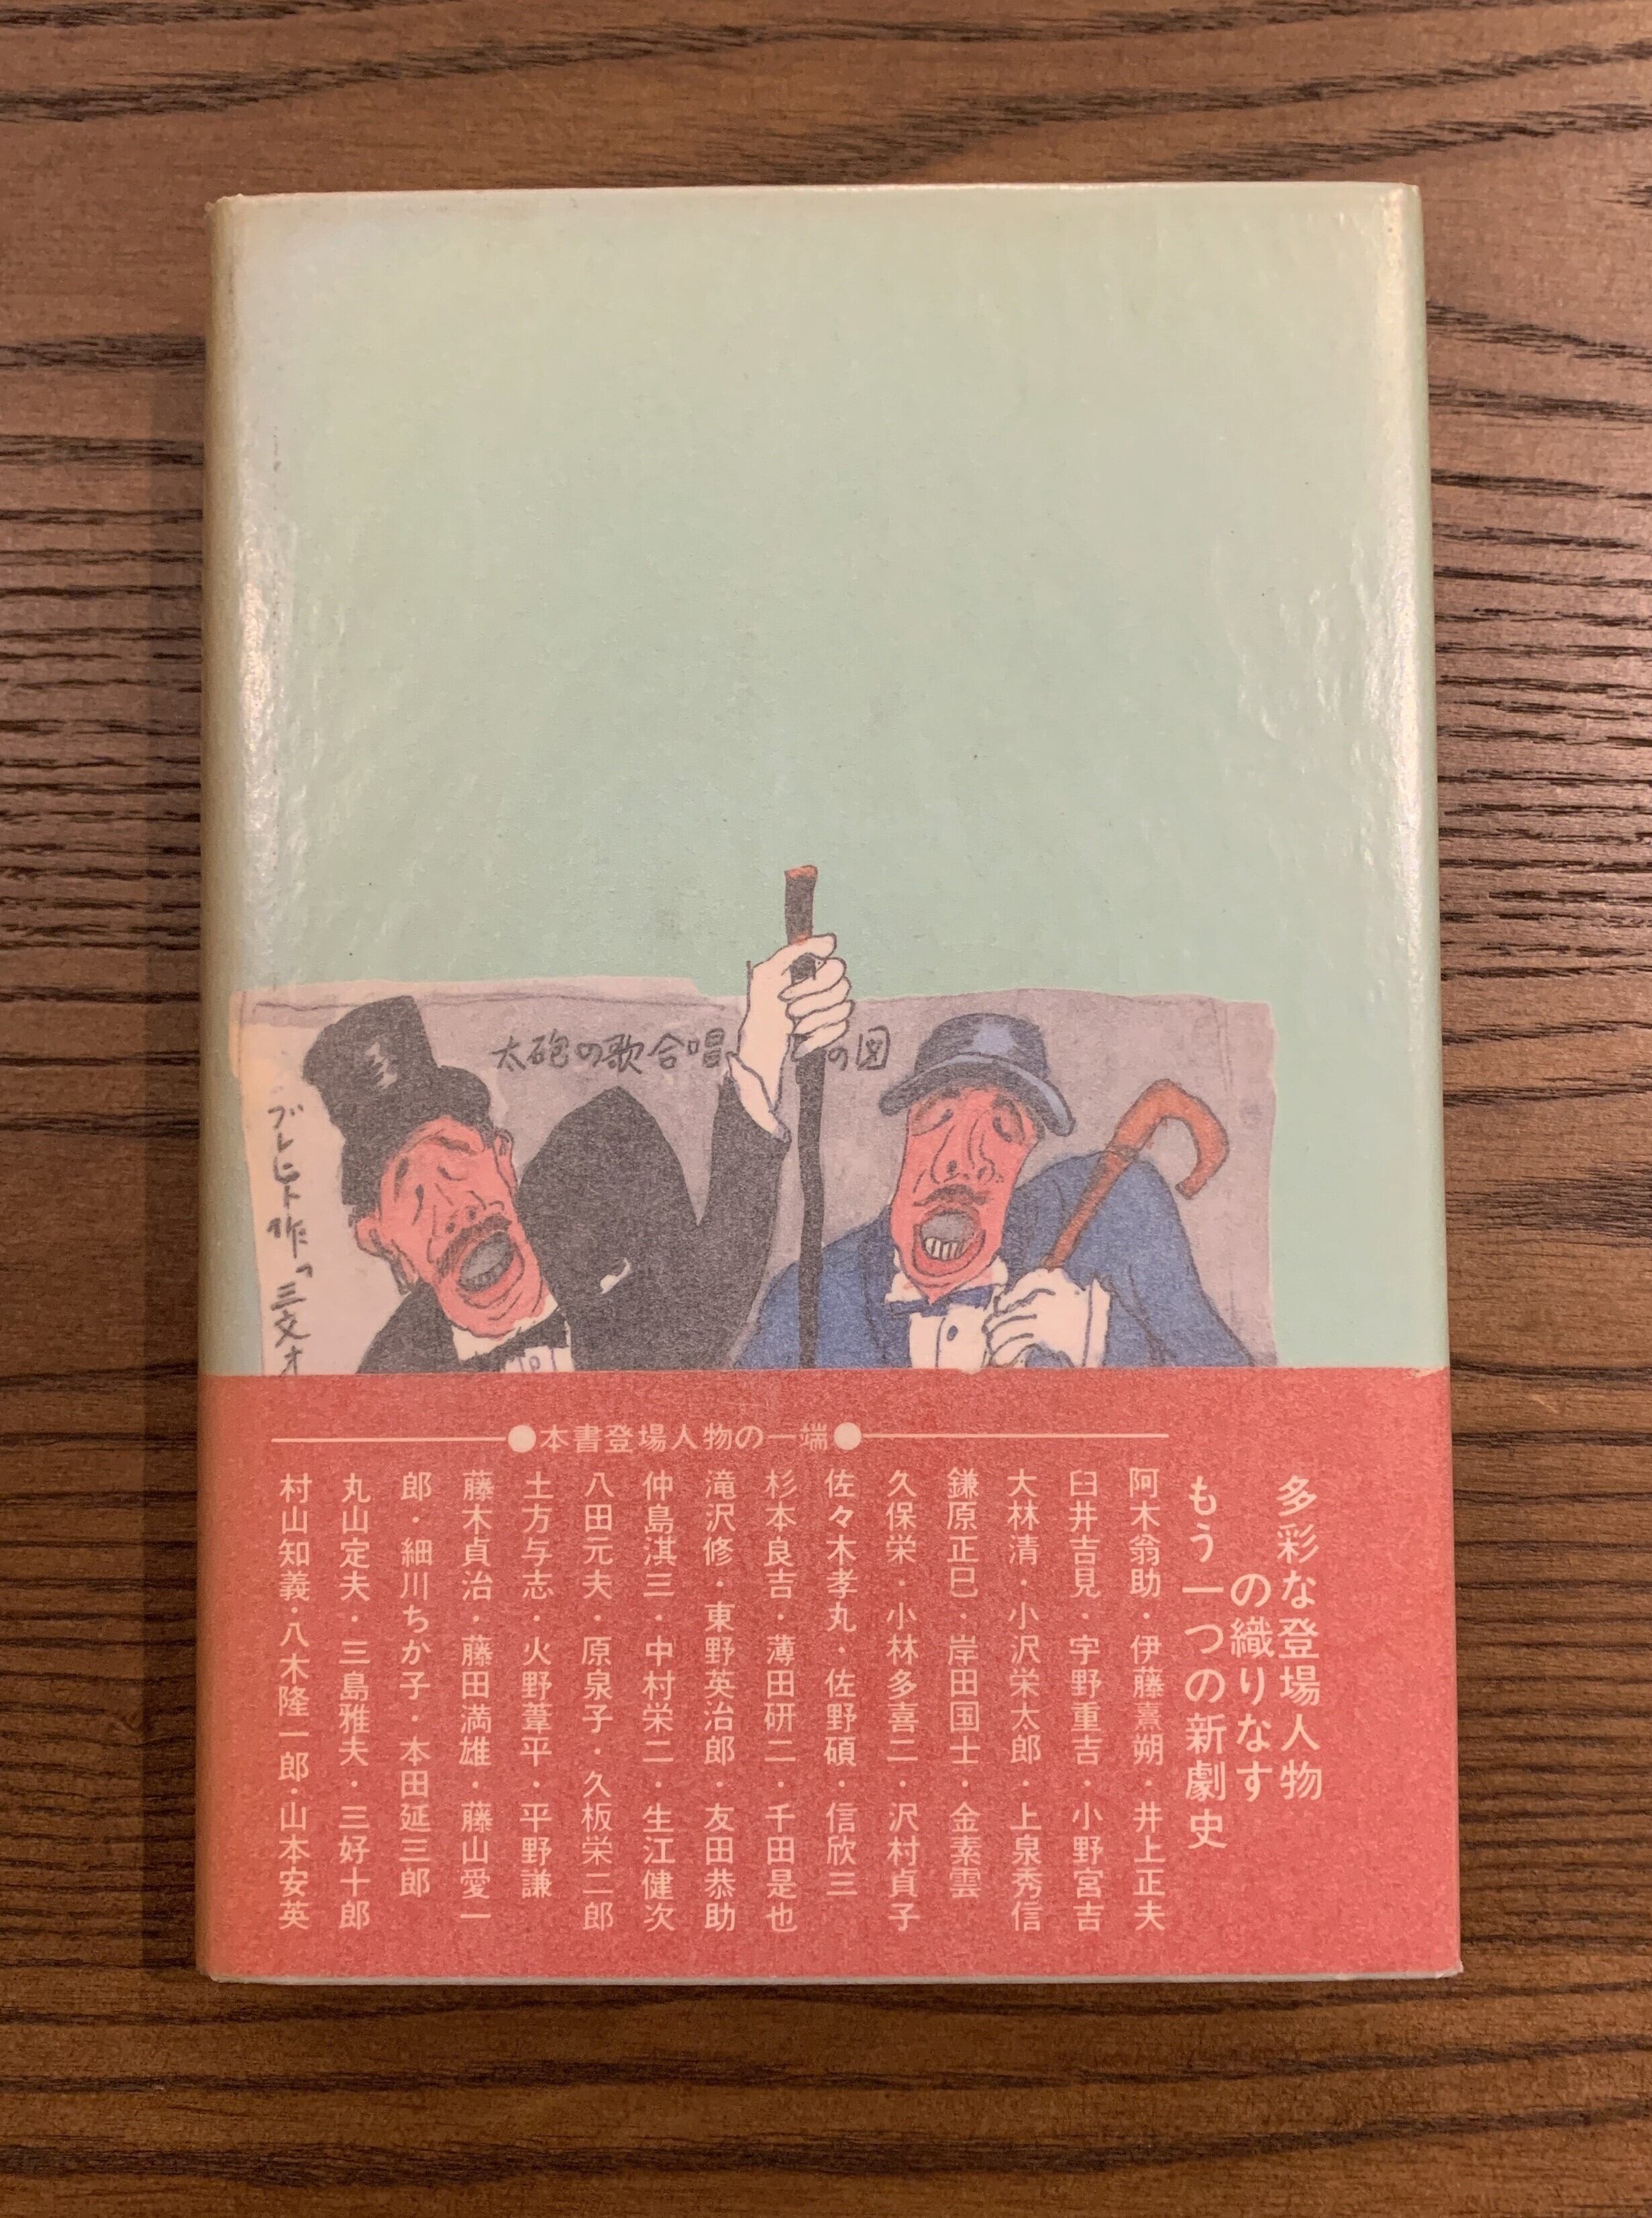 太砲の歌合唱
の図
ブレヒト作「三文オ
多彩な登場人物
の織りなす
もう一つの新劇史
●本書登場人物の一端●
阿木翁助・伊藤熹朔・井上正夫
臼井吉見・宇野重吉・小野宮吉
大林清・小沢栄太郎・上泉秀信
鎌原正巳・岸田国士・金素雲
久保栄・小林多喜二・沢村貞子
佐々木孝丸・佐野碩・信欣三
杉本良吉・薄田研二・千田是也
滝沢修・東野英治郎・友田恭助
仲島淇三・中村栄二・生江健次
八田元夫・原泉子・久板栄二郎
土方与志・火野葦平・平野謙
藤木貞治・藤田満雄・藤山愛一
郎・細川ちか子・本田延三郎
丸山定夫・三島雅夫・三好十郎
村山知義・八木隆一郎・山本安英